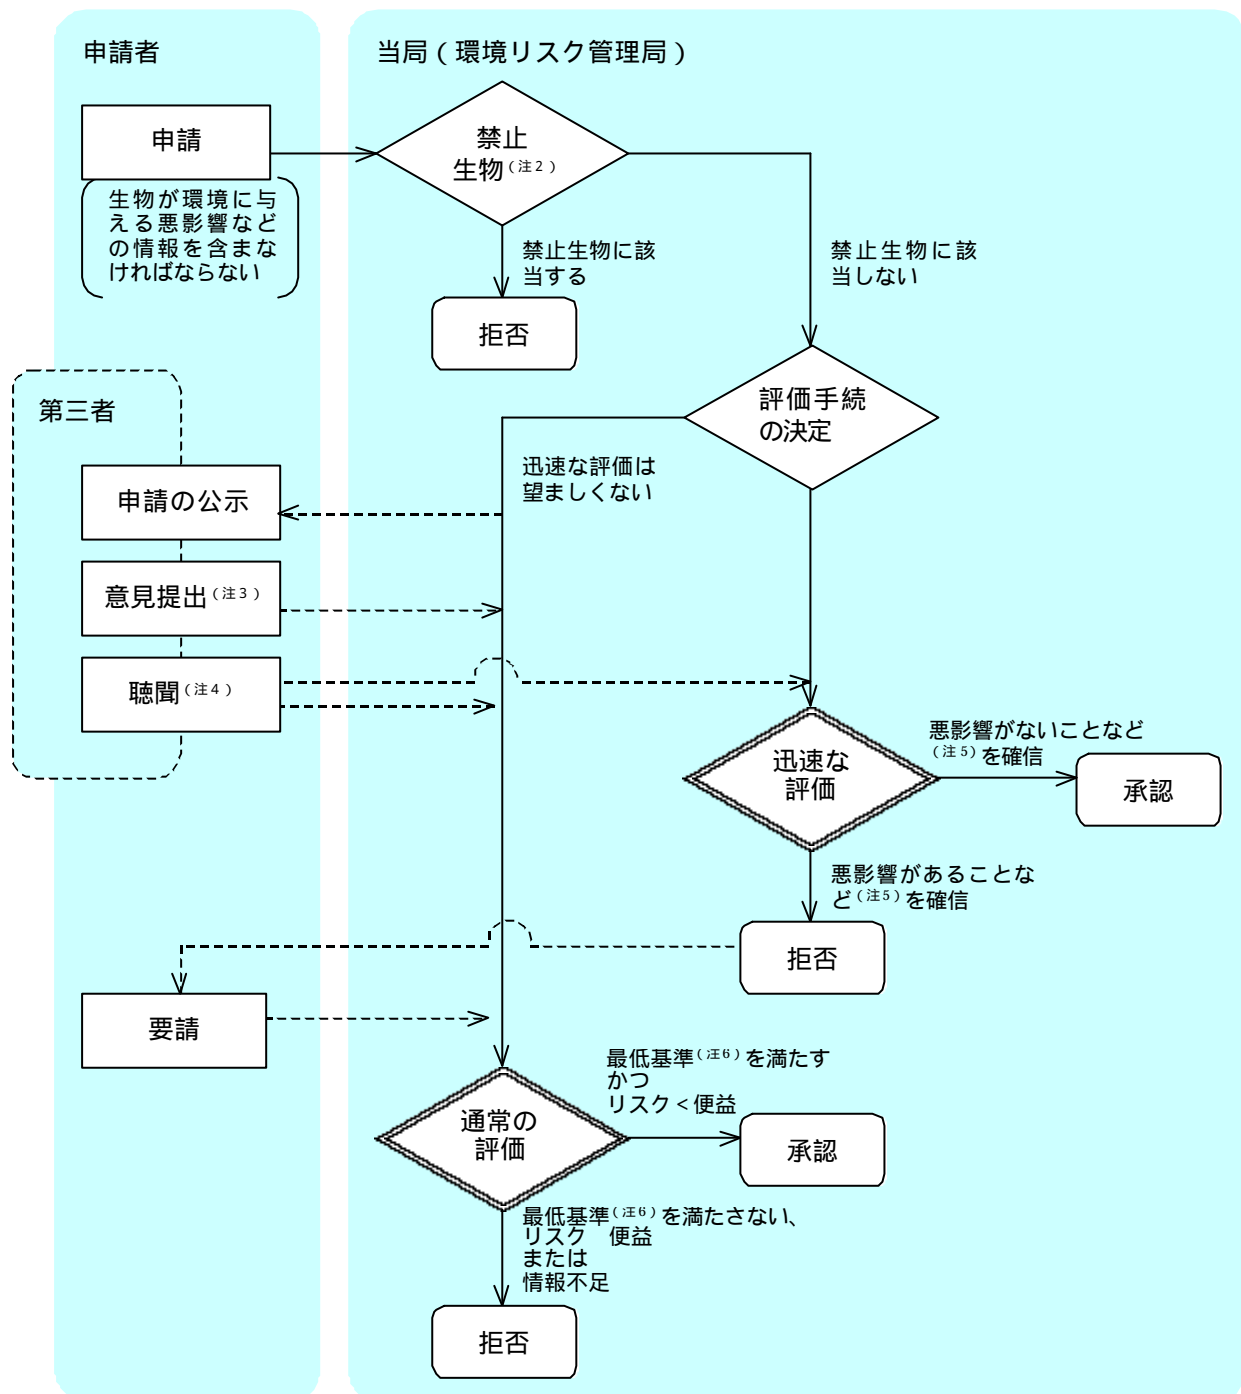 申請者
当局（環境リスク管理局）
申請
生物が環境に与
える悪影響など
の情報を含まな
ければならない
禁止
生物（注２）
禁止生物に該
当する
禁止生物に該
当しない
拒否
第三者
評価手続
の決定
迅速な評価は
望ましくない
申請の公示
意見提出（注３）
聴聞（注４）
迅速な
評価
悪影響がないことなど
（注5）を確信
承認
悪影響があることな
ど（注5）を確信
拒否
要請
最低基準（注6）を満たす
かつ
リスク＜便益
通常の
評価
承認
最低基準（注6）を満たさない、
リスク　便益
または
情報不足
拒否